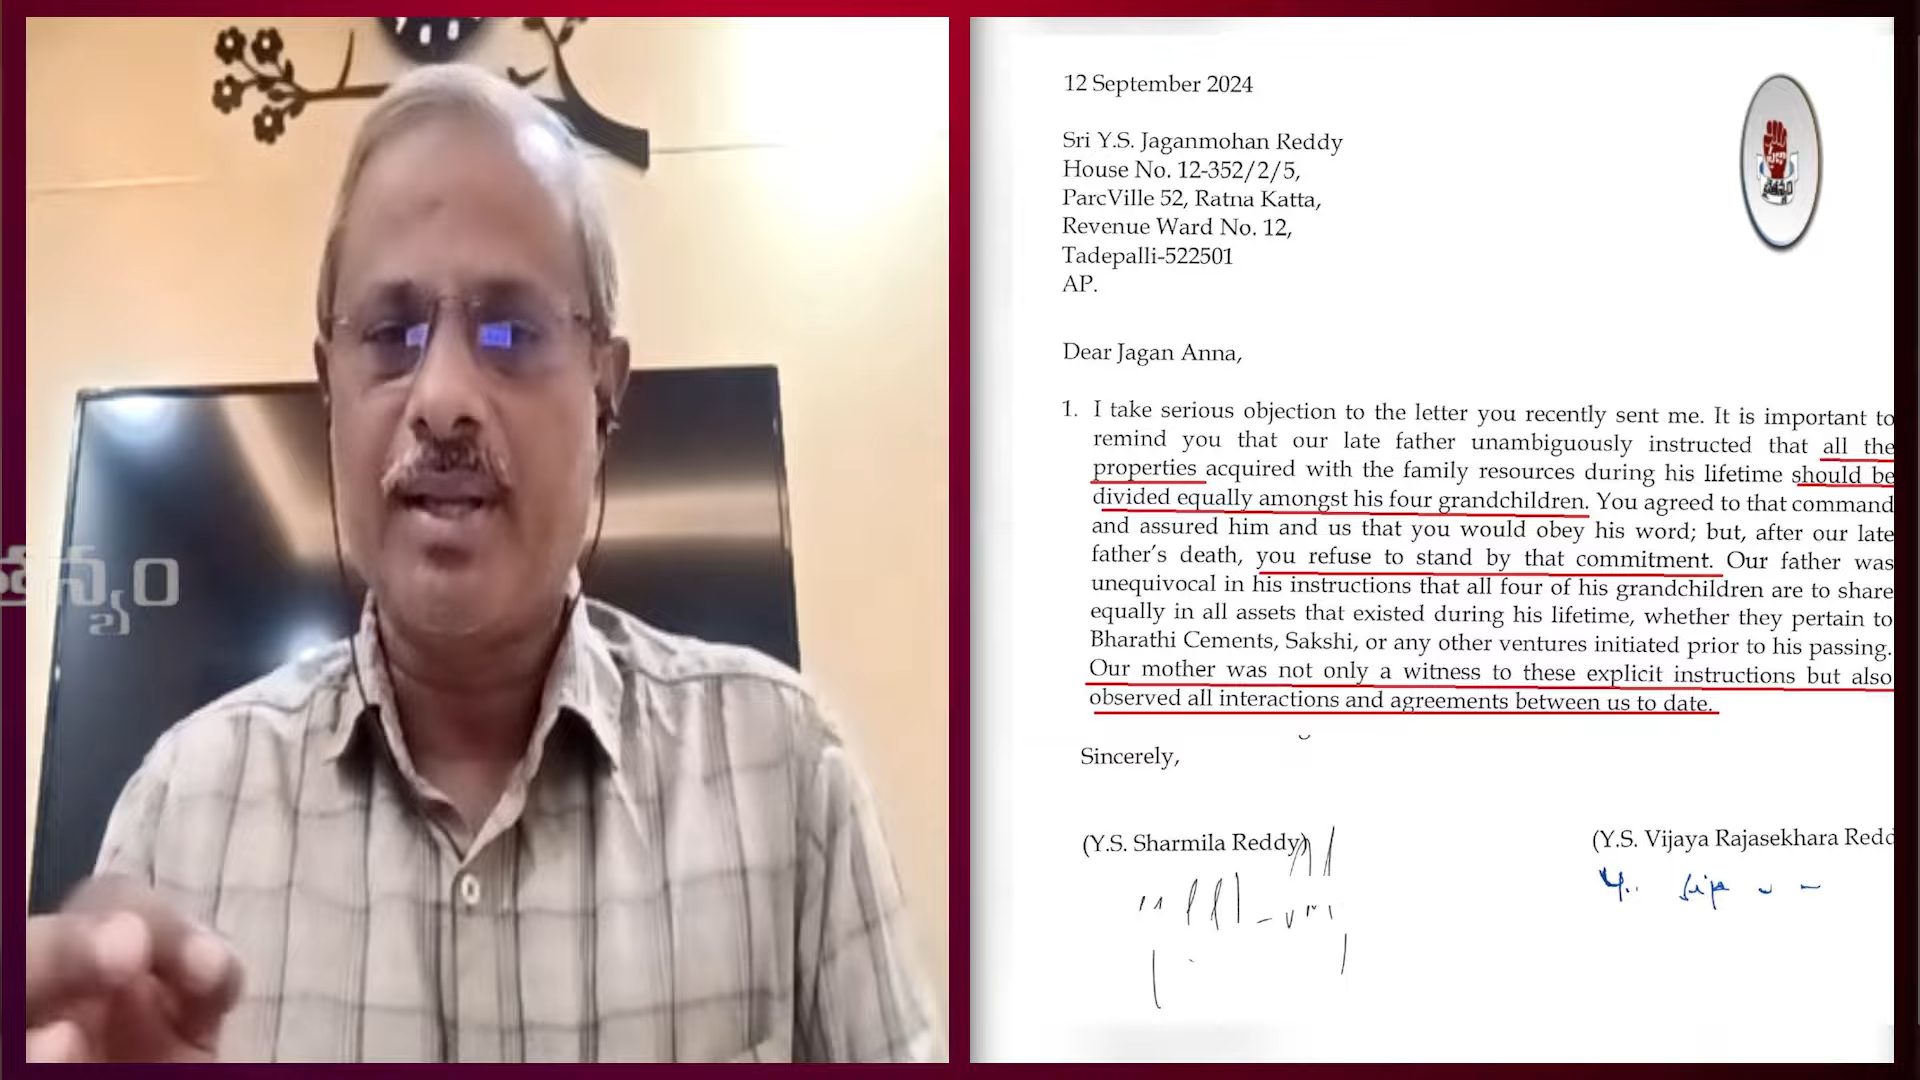 12 September 2024
Sri Y.S. Jaganmohan Reddy
House No. 12-352/2/5,
ParcVille 52, Ratna Katta,
Revenue Ward No. 12,
Tadepalli-522501
AP.
Dear Jagan Anna,
1. I take serious objection to the letter you recently sent me. It is important to
remind you that our late father unambiguously instructed that all the
properties acquired with the family resources during his lifetime should be
divided equally amongst his four grandchildren. You agreed to that command
and assured him and us that you would obey his word; but, after our late
father's death, you refuse to stand by that commitment. Our father was
unequivocal in his instructions that all four of his grandchildren are to share
equally in all assets that existed during his lifetime, whether they pertain to
Bharathi Cements, Sakshi, or any other ventures initiated prior to his passing.
Our mother was not only a witness to these explicit instructions but also
observed all interactions and agreements between us to date.
Sincerely,
(Y.S. Sharmila Reddy)
(Y.S. Vijaya Rajasekhara Redd